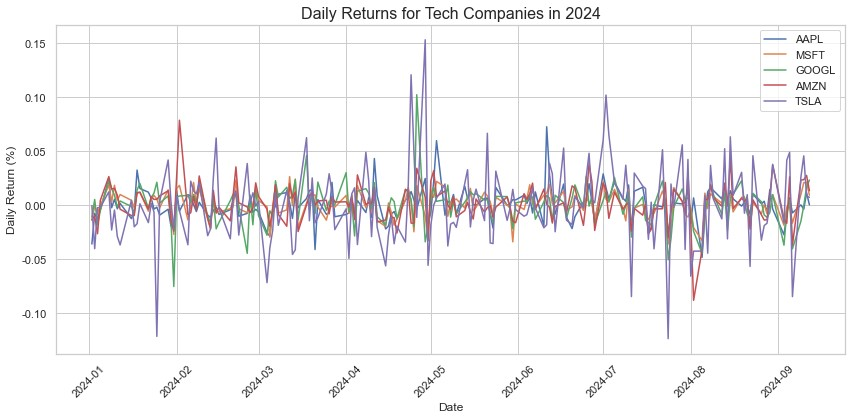 Daily Returns for Tech Companies in 2024
AAPL
MSFT
GOOGL
AMZN
TSLA
Daily Return (%)
0.15
0.10
0.05
0.00
-0.05
-0.10
2024-01
2024-02
2024-03
2024-04
2024-05
2024-06
2024-07
2024-08
2024-09
Date